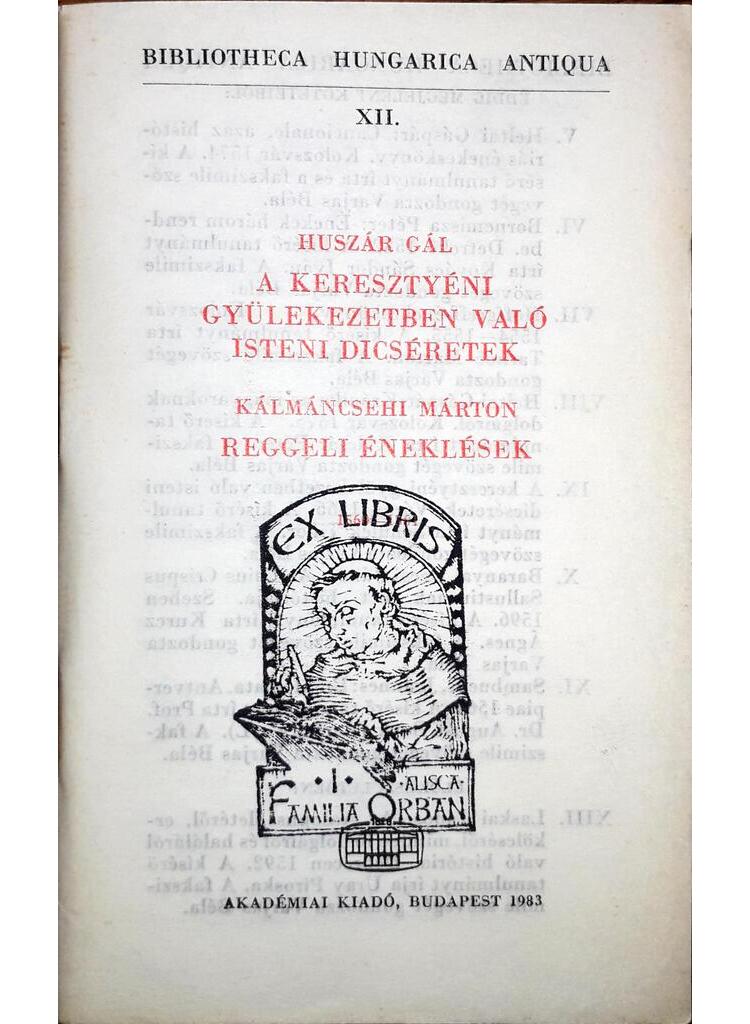 BIBLIOTHECA HUNGARICA ANTIQUA
XII.
HUSZÁR GÁL
A KERESZTYÉNI
GYÜLEKEZETBEN VALÓ
ISTENI DICSÉRETEK
KÁLMÁNCSEHI MÁRTON
REGGELI ÉNEKLÉSEK
EX LIBRIS
·I· ALISCA-
FAMILIA ORBAN
1828
AKADÉMIAI KIADÓ, BUDAPEST 1983